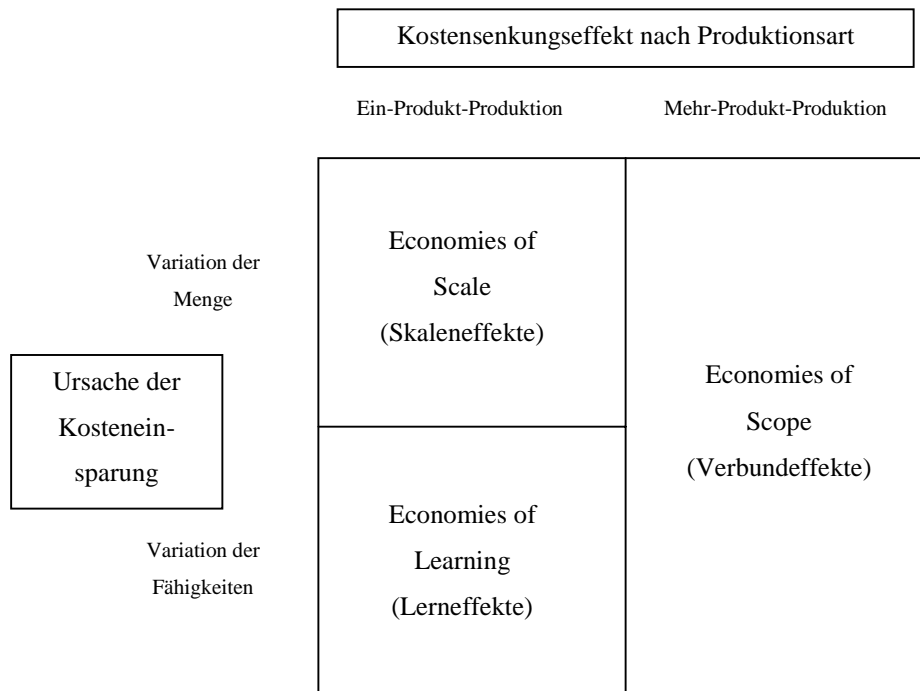 Kostensenkungseffekt nach Produktionsart
Ein-Produkt-Produktion
Mehr-Produkt-Produktion
Variation der
Menge
Economies of
Scale
(Skaleneffekte)
Ursache der
Kostenein-
sparung
Economies of
Scope
(Verbundeffekte)
Variation der
Fähigkeiten
Economies of
Learning
(Lerneffekte)